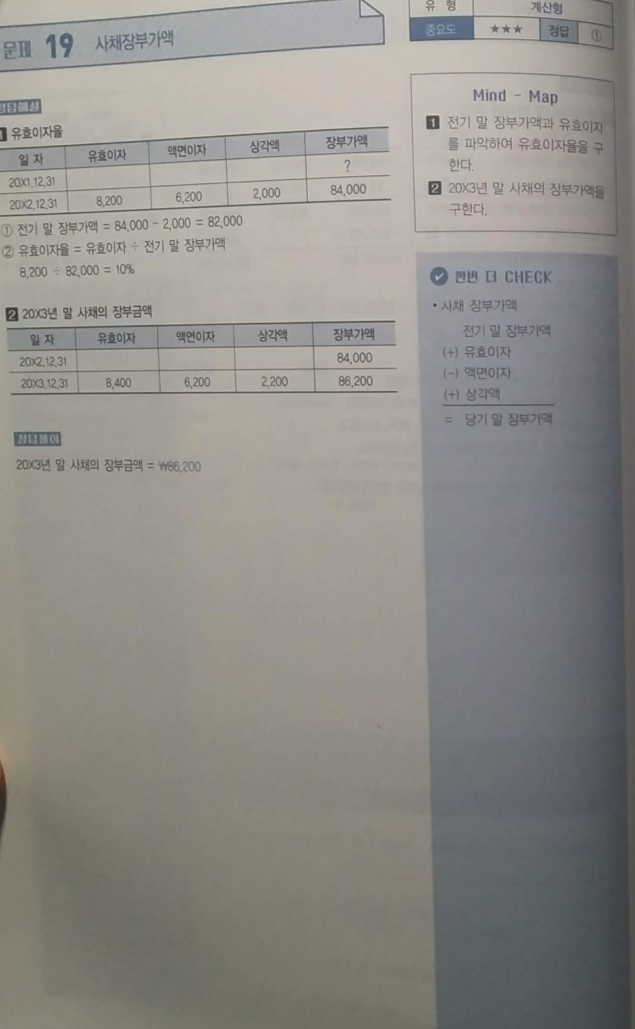 문제 19 사채장부가액
유 형 계산형
중요도 ★★★ 정답 ①
정답해설
1 유효이자율
일 자 유효이자 액면이자 상각액 장부가액
20X1.12.31 ?
20X2.12.31 8,200 6,200 2,000 84,000
① 전기 말 장부가액 = 84,000 - 2,000 = 82,000
② 유효이자율 = 유효이자 ÷ 전기 말 장부가액
8,200 ÷ 82,000 = 10%
2 20X3년 말 사채의 장부금액
일 자 유효이자 액면이자 상각액 장부가액
20X2.12.31 84,000
20X3.12.31 8,400 6,200 2,200 86,200
정답풀이
20X3년 말 사채의 장부금액 = ₩86,200
Mind - Map
1 전기 말 장부가액과 유효이자
를 파악하여 유효이자율을 구
한다.
2 20X3년 말 사채의 장부가액을
구한다.
한번 더 CHECK
• 사채 장부가액
전기 말 장부가액
(+) 유효이자
(-) 액면이자
(+) 상각액
= 당기 말 장부가액